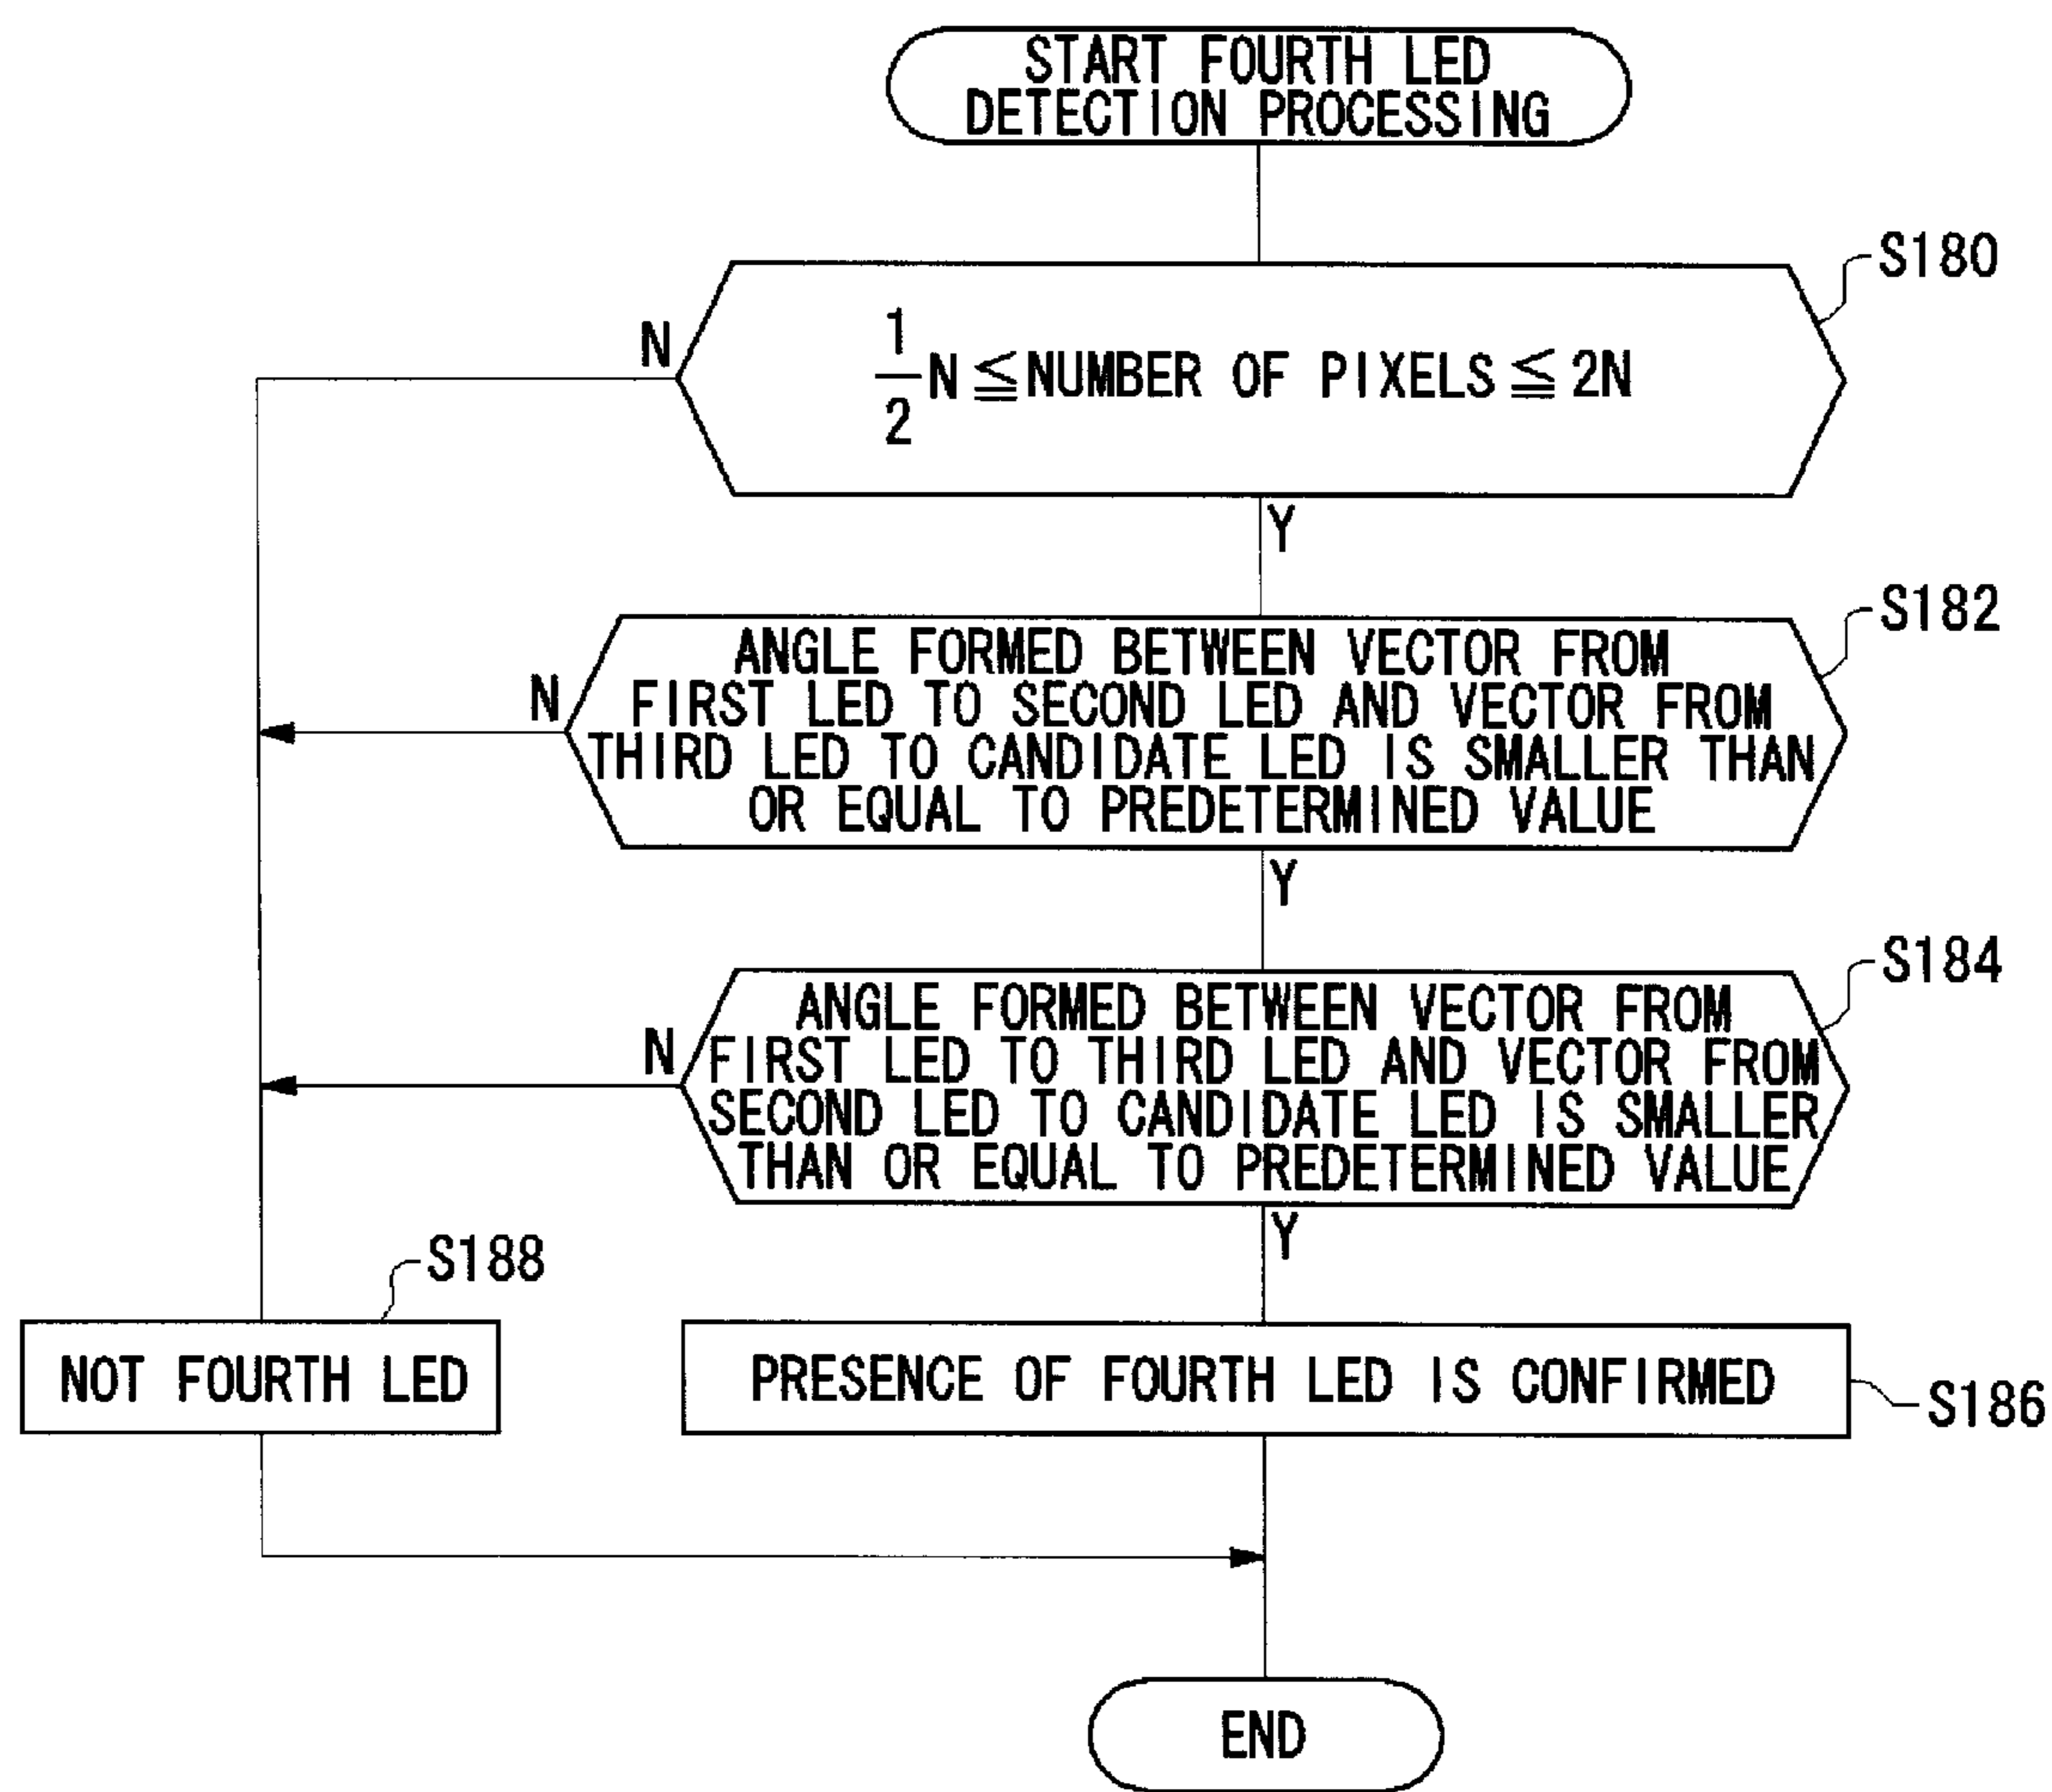 START FOURTH LED
DETECTION PROCESSING
S180
N
1/2 N ≦ NUMBER OF PIXELS ≦ 2N
Y
S182
N
ANGLE FORMED BETWEEN VECTOR FROM
FIRST LED TO SECOND LED AND VECTOR FROM
THIRD LED TO CANDIDATE LED IS SMALLER THAN
OR EQUAL TO PREDETERMINED VALUE
Y
S184
N
ANGLE FORMED BETWEEN VECTOR FROM
FIRST LED TO THIRD LED AND VECTOR FROM
SECOND LED TO CANDIDATE LED IS SMALLER
THAN OR EQUAL TO PREDETERMINED VALUE
Y
S188
NOT FOURTH LED
PRESENCE OF FOURTH LED IS CONFIRMED
S186
END